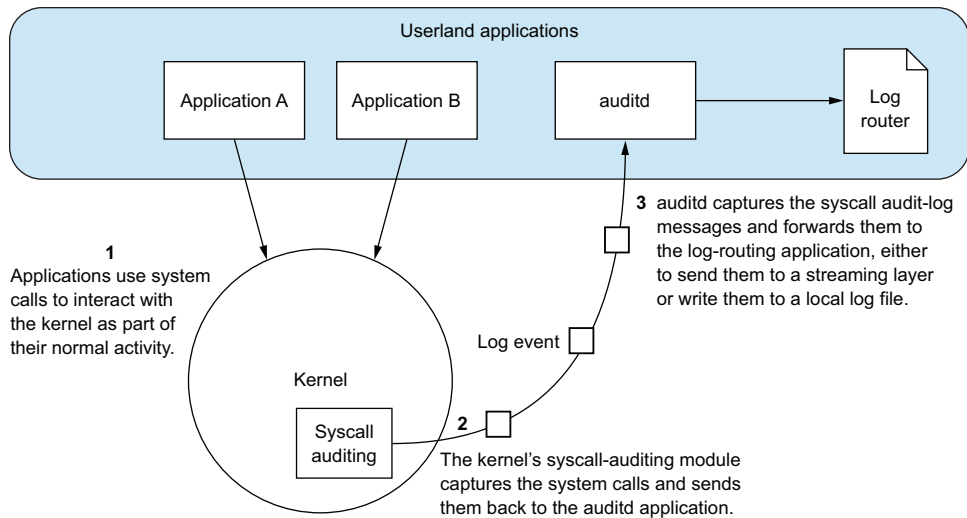 Userland applications
Application A
Application B
auditd
Log
router
1
Applications use system
calls to interact with
the kernel as part of
their normal activity.
3 auditd captures the syscall audit-log
messages and forwards them to
the log-routing application, either
to send them to a streaming layer
or write them to a local log file.
Log event
Kernel
Syscall
auditing
2
The kernel’s syscall-auditing module
captures the system calls and sends
them back to the auditd application.